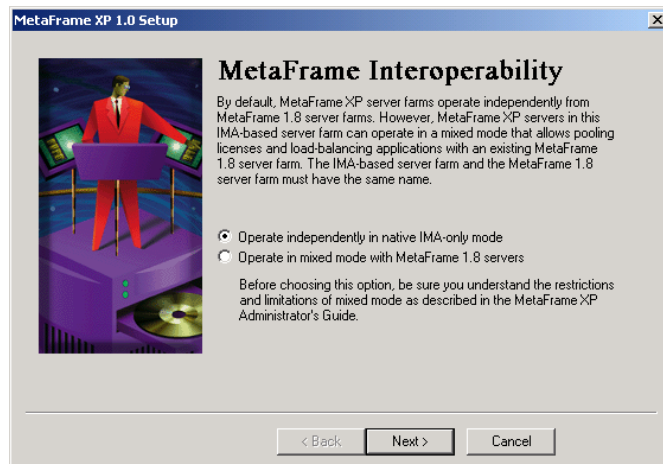 MetaFrame XP 1.0 Setup
MetaFrame Interoperability
By default, MetaFrame XP server farms operate independently from
MetaFrame 1.8 server farms. However, MetaFrame XP servers in this
IMA-based server farm can operate in a mixed mode that allows pooling
licenses and load-balancing applications with an existing MetaFrame
1.8 server farm. The IMA-based server farm and the MetaFrame 1.8
server farm must have the same name.
Operate independently in native IMA-only mode
Operate in mixed mode with MetaFrame 1.8 servers
Before choosing this option, be sure you understand the restrictions
and limitations of mixed mode as described in the MetaFrame XP
Administrator's Guide.
< Back Next > Cancel